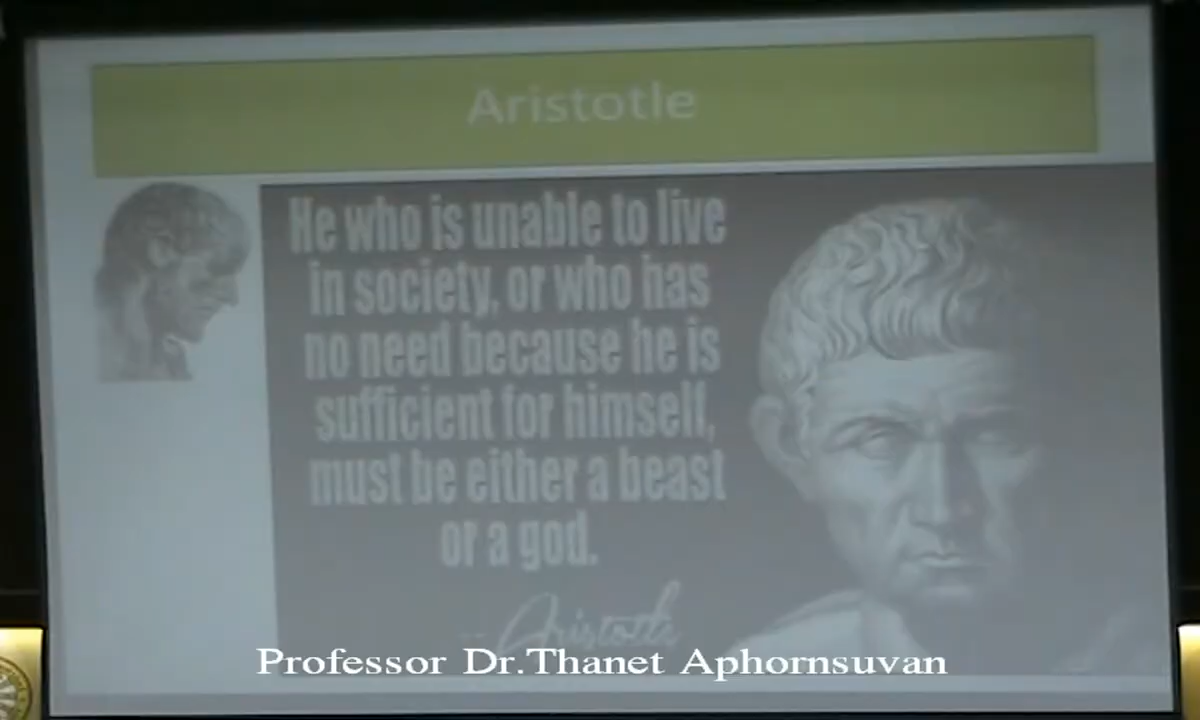 Aristotle
He who is unable to live
in society, or who has
no need because he is
sufficient for himself,
must be either a beast
or a god.
-- Aristotle
Professor Dr.Thanet Aphornsuvan